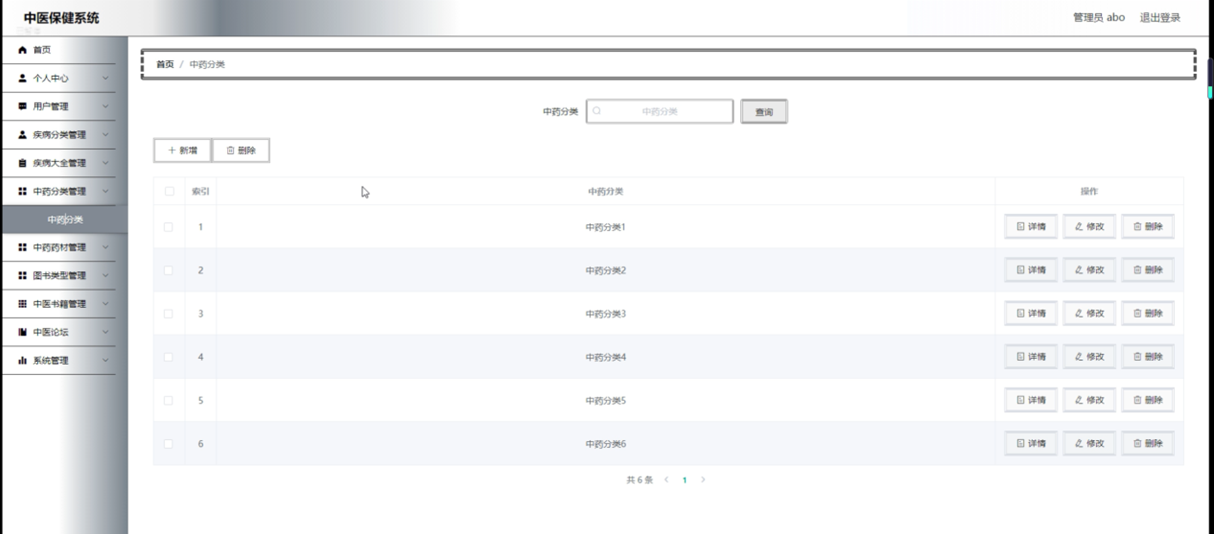 中医保健系统
管理员 abo 退出登录
首页
个人中心
用户管理
疾病分类管理
疾病大全管理
中药分类管理
中药分类
中药药材管理
图书类型管理
中医书籍管理
中医论坛
系统管理
首页 / 中药分类
中药分类 中药分类 查询
新增 删除
索引 中药分类 操作
1 中药分类1 详情 修改 删除
2 中药分类2 详情 修改 删除
3 中药分类3 详情 修改 删除
4 中药分类4 详情 修改 删除
5 中药分类5 详情 修改 删除
6 中药分类6 详情 修改 删除
共 6 条 1